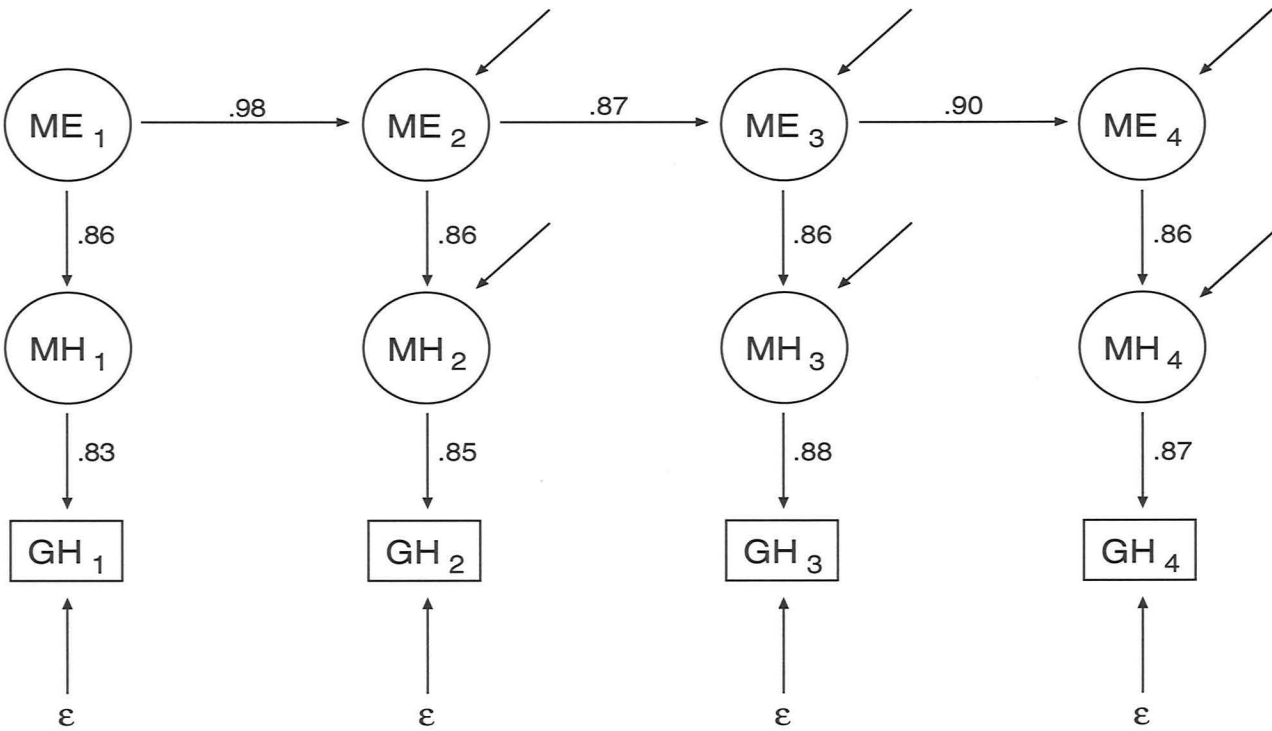 .98 .87 .90
ME 1 ME 2 ME 3 ME 4
.86 .86 .86 .86
MH 1 MH 2 MH 3 MH 4
.83 .85 .88 .87
GH 1 GH 2 GH 3 GH 4
ε ε ε ε